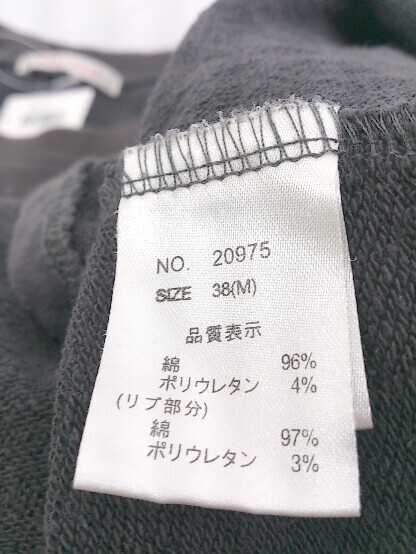 NO. 20975
SIZE 38(M)
品質表示
綿 96%
ポリウレタン 4%
(リブ部分)
綿 97%
ポリウレタン 3%